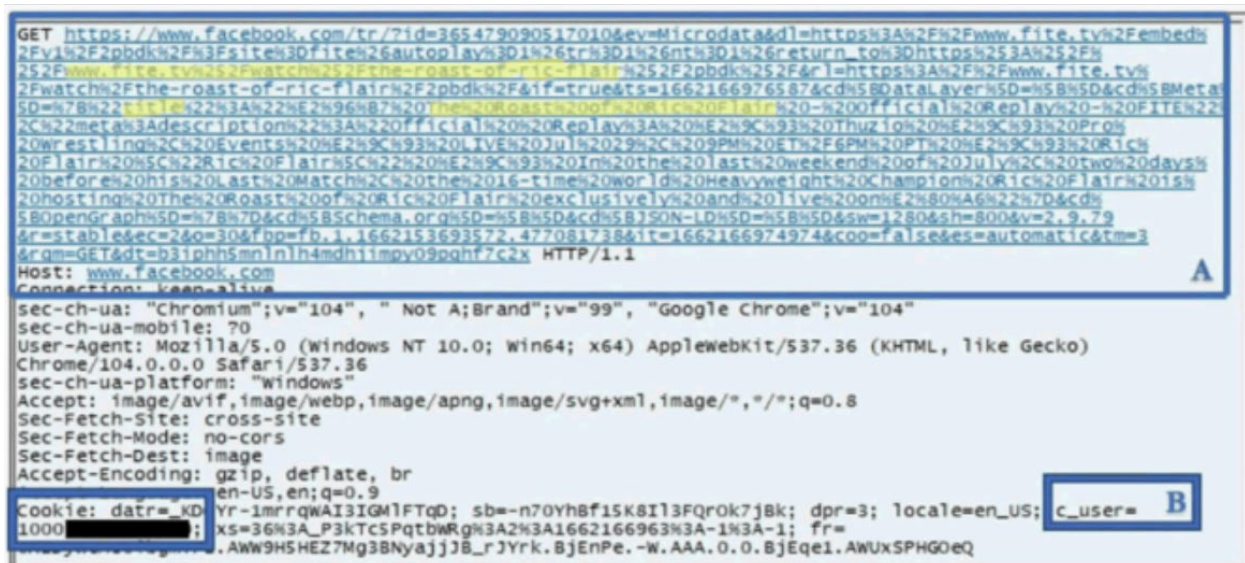 GET https://www.facebook.com/tr/?id=365479090517010&ev=Microdata&dl=https%3A%2F%2Fwww.fite.tv%2Fembed%
2Fv1%2F2pbdk%2F%3Fsite%3Dfite%26autoplay%3D1%26tr%3D1%26nt%3D1%26return_to%3Dhttps%253A%252F%
252Fwww.fite.tv%252Fwatch%252Fthe-roast-of-ric-flair%252F2pbdk%252F&rl=https%3A%2F%2Fwww.fite.tv%
2Fwatch%2Fthe-roast-of-ric-flair%2F2pbdk%2F&if=true&ts=1662166976587&cd%5BDataLayer%5D=%5B%5D&cd%5BMeta%
5D=%7B%22title%22%3A%22%E2%96%B7%20The%20Roast%20of%20Ric%20Flair%20-%20Official%20Replay%20-%20FITE%22%
2C%22meta%3Adescription%22%3A%22Official%20%20Replay%3A%20%E2%9C%93%20Thuzio%20%E2%9C%93%20Pro%
20Wrestling%2C%20Events%20%E2%9C%93%20LIVE%20Jul%2029%2C%209PM%20ET%2F6PM%20PT%20%E2%9C%93%20Ric%
20Flair%20%5C%22Ric%20Flair%5C%22%20%E2%9C%93%20In%20the%20last%20weekend%20of%20July%2C%20two%20days%
20before%20his%20Last%20Match%2C%20the%2016-time%20World%20Heavyweight%20Champion%20Ric%20Flair%20is%
20hosting%20The%20Roast%20of%20Ric%20Flair%20exclusively%20and%20live%20on%E2%80%A6%22%7D&cd%
5BOpenGraph%5D=%7B%7D&cd%5BSchema.org%5D=%5B%5D&cd%5BJSON-LD%5D=%5B%5D&sw=1280&sh=800&v=2.9.79
&r=stable&ec=2&o=30&fbp=fb.1.1662153693572.477081738&it=1662166974974&coo=false&es=automatic&tm=3
&rqm=GET&dt=b3iphh5mnlnlh4mdhjimpy09pqhf7c2x HTTP/1.1
Host: www.facebook.com
A
Connection: keep-alive
sec-ch-ua: "Chromium";v="104", " Not A;Brand";v="99", "Google Chrome";v="104"
sec-ch-ua-mobile: ?0
User-Agent: Mozilla/5.0 (Windows NT 10.0; Win64; x64) AppleWebKit/537.36 (KHTML, like Gecko)
Chrome/104.0.0.0 Safari/537.36
sec-ch-ua-platform: "Windows"
Accept: image/avif,image/webp,image/apng,image/svg+xml,image/*,*/*;q=0.8
Sec-Fetch-Site: cross-site
Sec-Fetch-Mode: no-cors
Sec-Fetch-Dest: image
Accept-Encoding: gzip, deflate, br
en-US,en;q=0.9
Cookie: datr=_KD Yr-1mrrqWAI3IGMlFTqD; sb=-n7OYhBf15K8Il3FQrOk7jBk; dpr=3; locale=en_US; c_user=
B
1000 ; xs=36%3A_P3kTcSPqtbWRg%3A2%3A1662166963%3A-1%3A-1; fr=
.AWW9H5HEZ7Mg3BNyajjJB_rJYrk.BjEnPe.-W.AAA.0.0.BjEqe1.AWUxSPHGOeQ